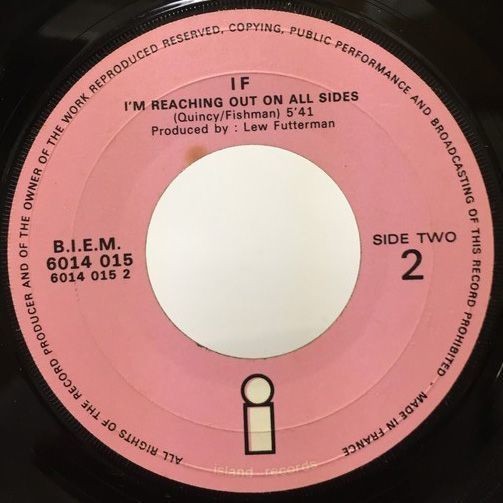 ALL RIGHTS OF THE RECORD PRODUCER AND OF THE OWNER OF THE WORK REPRODUCED RESERVED, COPYING, PUBLIC PERFORMANCE AND BROADCASTING OF THIS RECORD PROHIBITED - MADE IN FRANCE
IF
I'M REACHING OUT ON ALL SIDES
(Quincy/Fishman) 5'41
Produced by : Lew Futterman
B.I.E.M.
6014 015
6014 015 2
SIDE TWO
2
i
island records